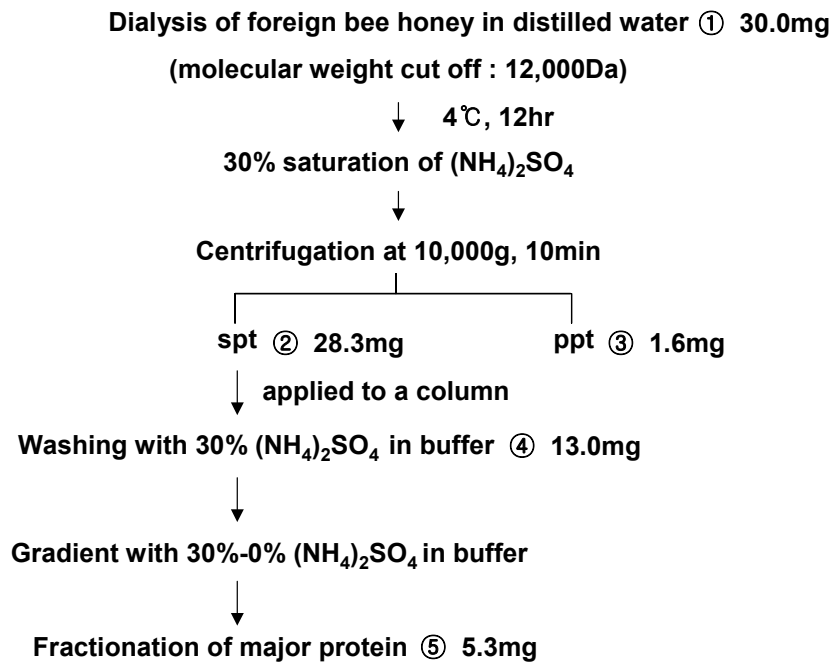 Dialysis of foreign bee honey in distilled water ① 30.0mg
(molecular weight cut off : 12,000Da)
4℃, 12hr
30% saturation of (NH₄)₂SO₄
Centrifugation at 10,000g, 10min
spt ② 28.3mg ppt ③ 1.6mg
applied to a column
Washing with 30% (NH₄)₂SO₄ in buffer ④ 13.0mg
Gradient with 30%-0% (NH₄)₂SO₄ in buffer
Fractionation of major protein ⑤ 5.3mg